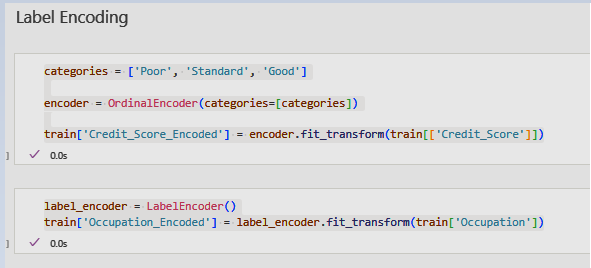 Label Encoding
categories = ['Poor', 'Standard', 'Good']
encoder = OrdinalEncoder(categories=[categories])
train['Credit_Score_Encoded'] = encoder.fit_transform(train[['Credit_Score']])
] ✓ 0.0s
label_encoder = LabelEncoder()
train['Occupation_Encoded'] = label_encoder.fit_transform(train['Occupation'])
] ✓ 0.0s